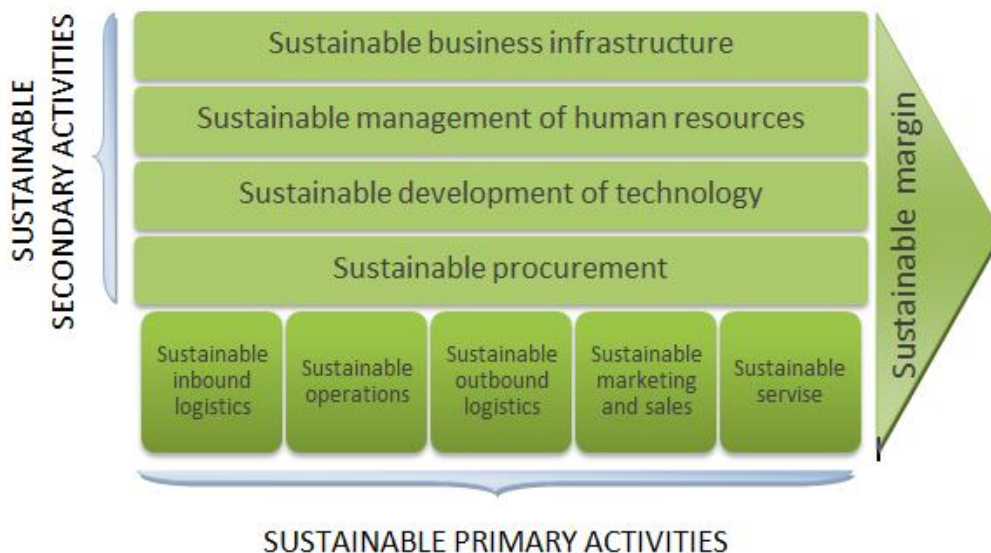 SUSTAINABLE
SECONDARY ACTIVITIES
Sustainable business infrastructure
Sustainable management of human resources
Sustainable development of technology
Sustainable procurement
Sustainable
inbound
logistics
Sustainable
operations
Sustainable
outbound
logistics
Sustainable
marketing
and sales
Sustainable
servise
Sustainable margin
SUSTAINABLE PRIMARY ACTIVITIES